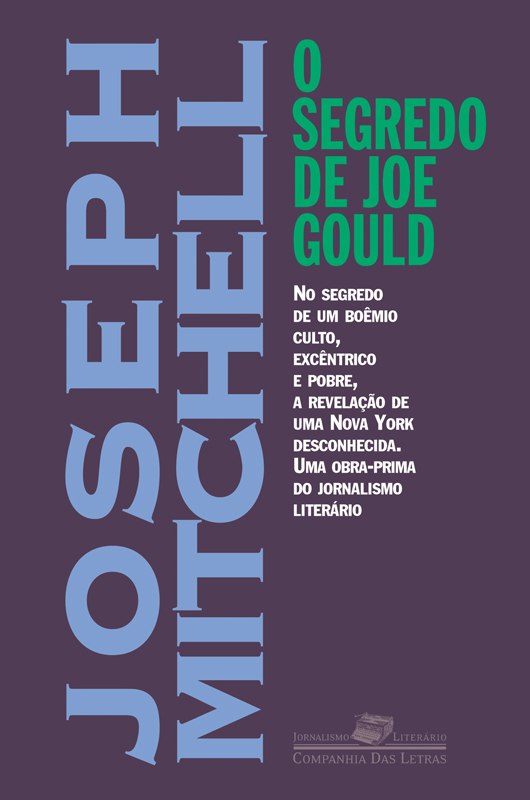 JOSEPH
MITCHELL
O
SEGREDO
DE JOE
GOULD
No segredo
de um boêmio
culto,
excêntrico
e pobre,
a revelação de
uma Nova York
desconhecida.
Uma obra-prima
do jornalismo
literário
Jornalismo Literário
Companhia Das Letras